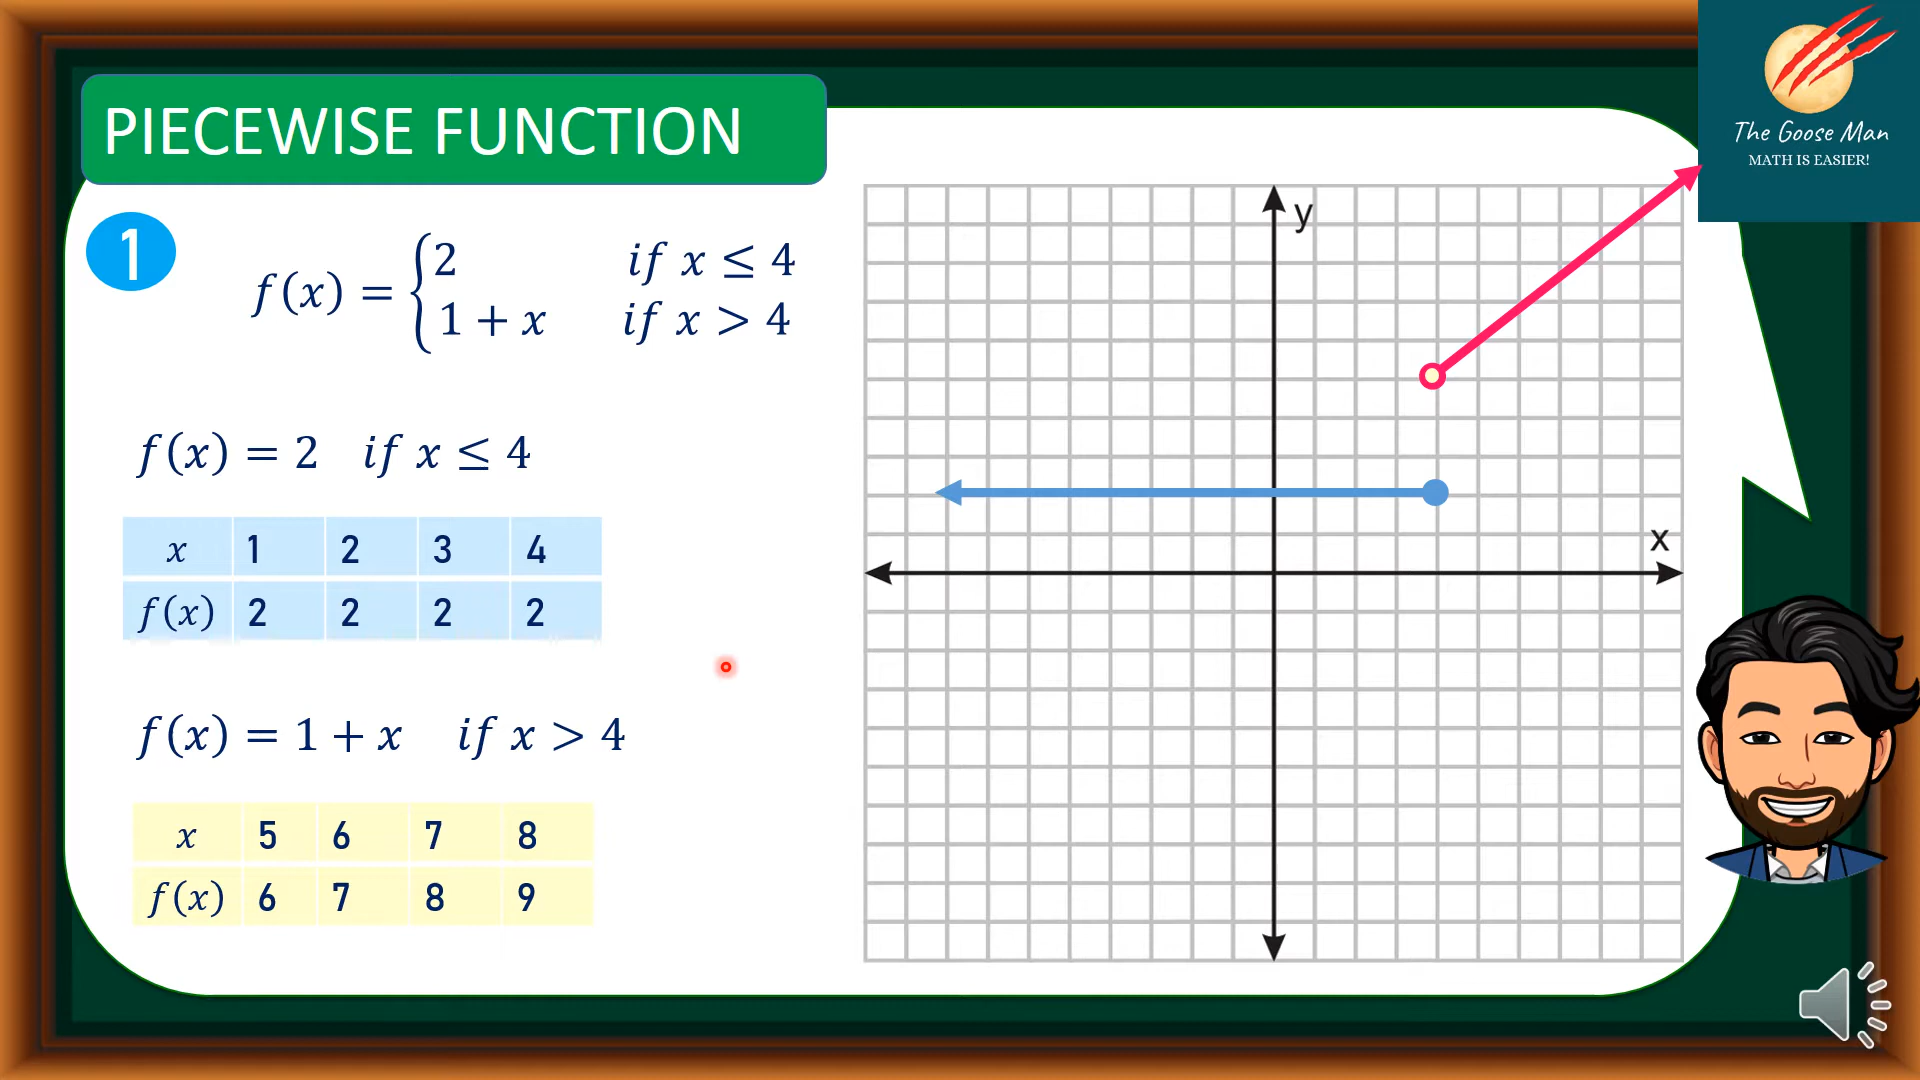 PIECEWISE FUNCTION
The Goose Man
MATH IS EASIER!
1
f(x) = {2 if x ≤ 4
1 + x if x > 4
f(x) = 2 if x ≤ 4
x 1 2 3 4
f(x) 2 2 2 2
f(x) = 1 + x if x > 4
x 5 6 7 8
f(x) 6 7 8 9
y
x